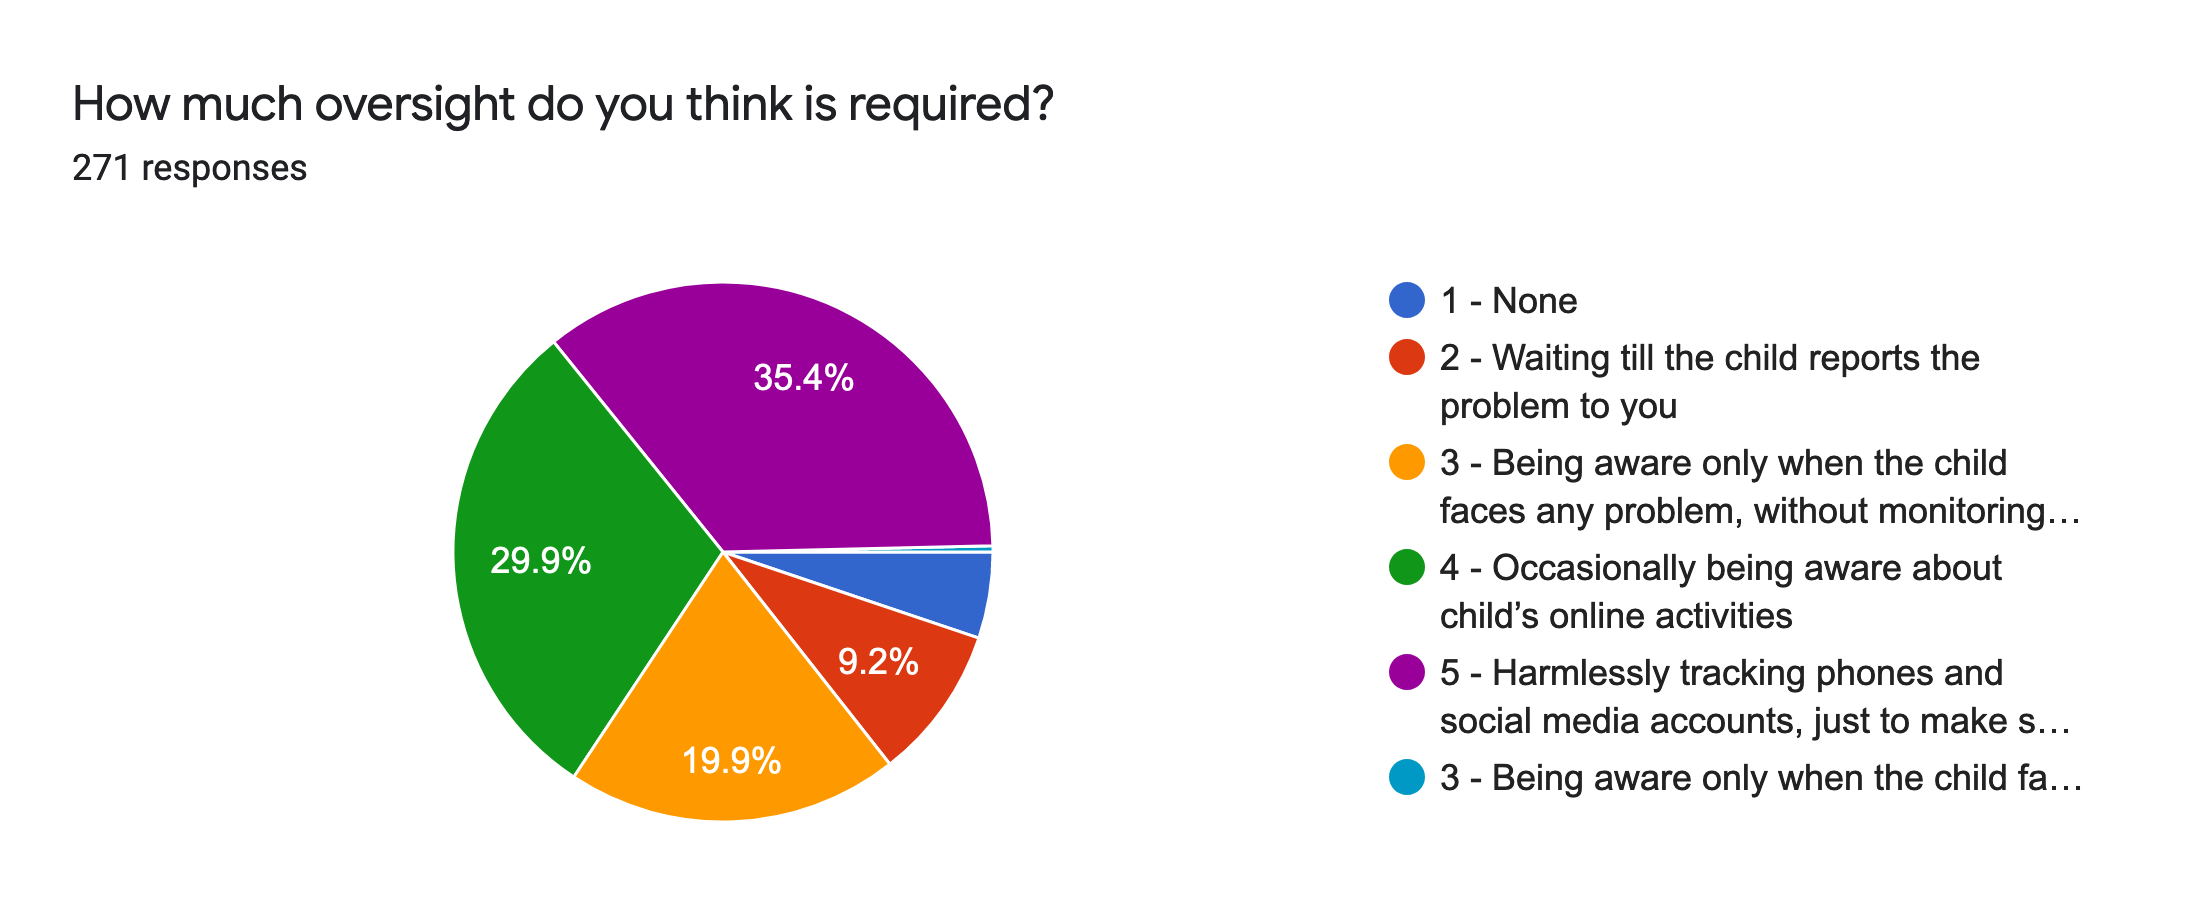 How much oversight do you think is required?
271 responses
35.4%
29.9%
9.2%
19.9%
1 - None
2 - Waiting till the child reports the
problem to you
3 - Being aware only when the child
faces any problem, without monitoring…
4 - Occasionally being aware about
child’s online activities
5 - Harmlessly tracking phones and
social media accounts, just to make s…
3 - Being aware only when the child fa…